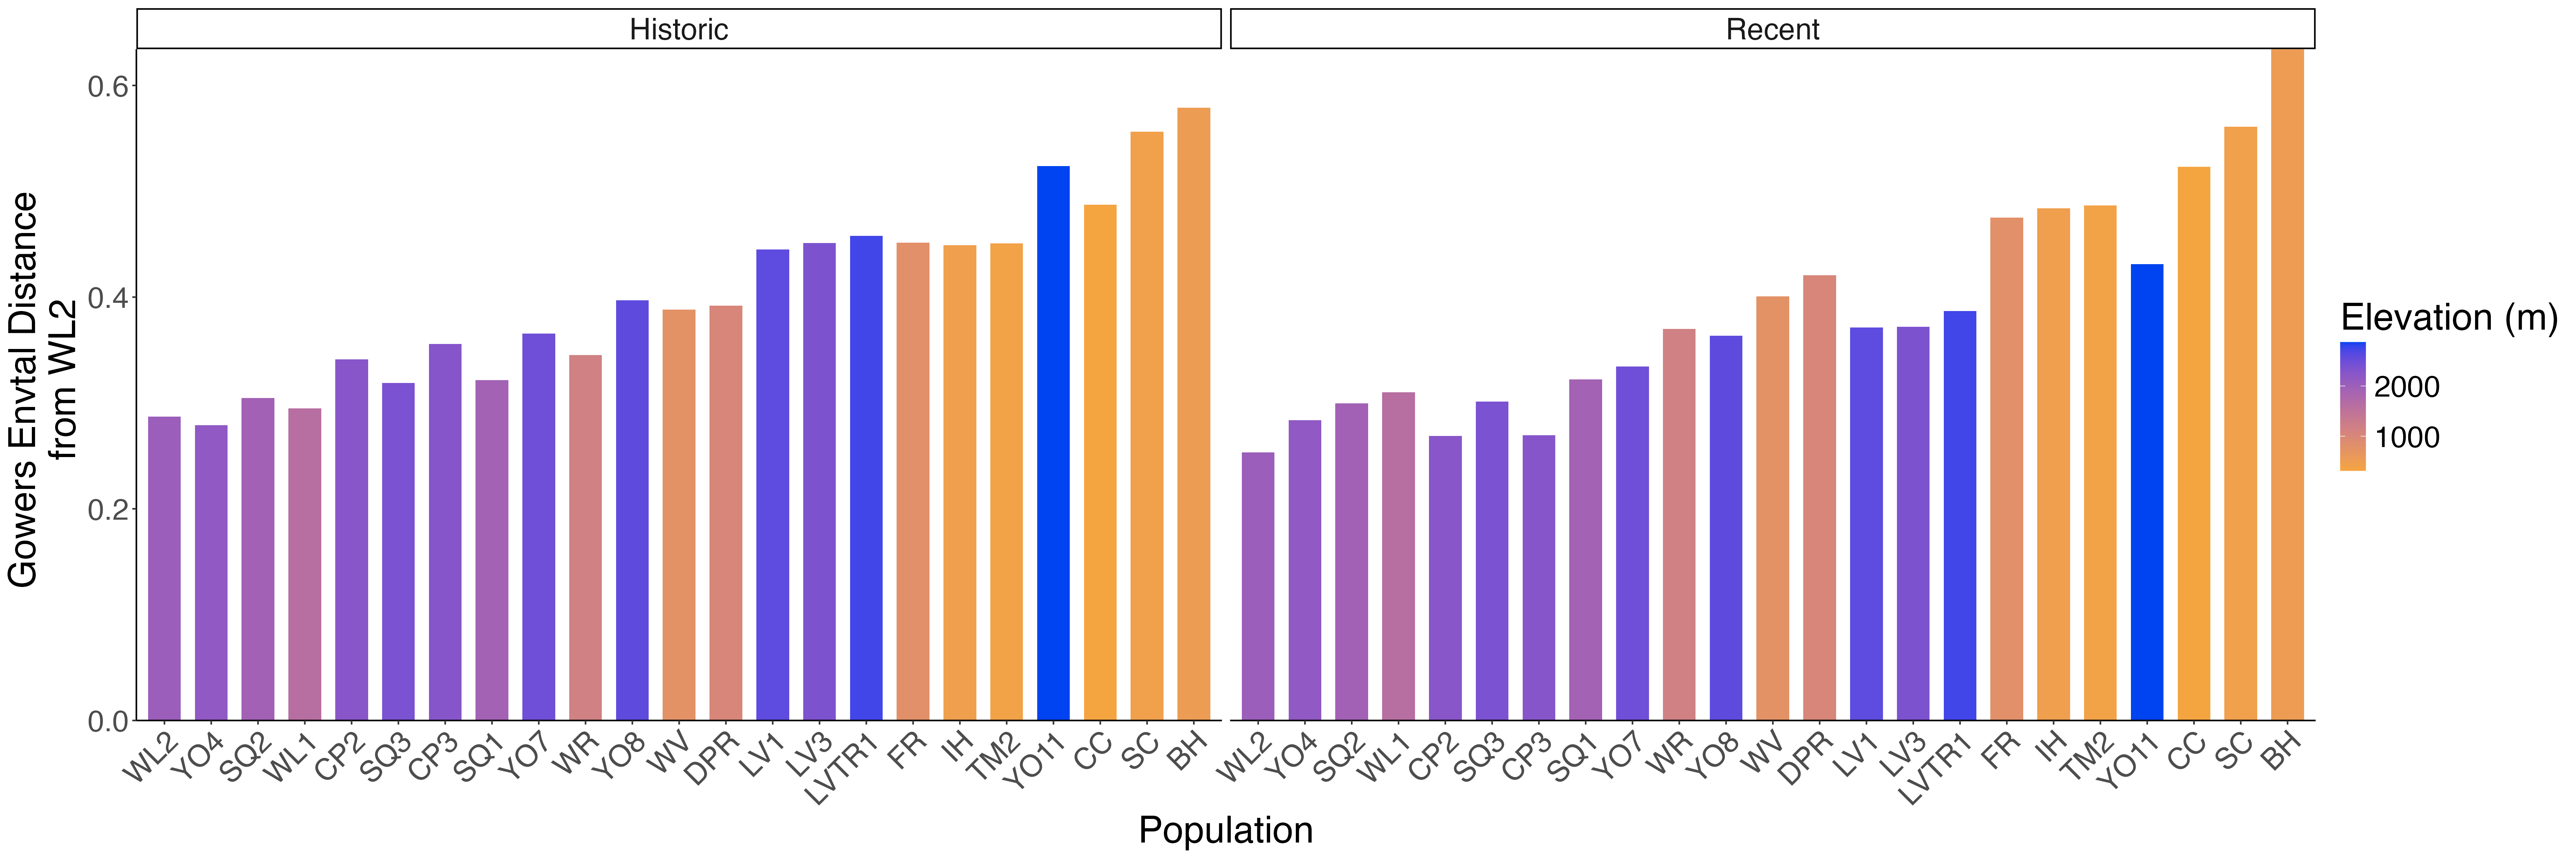 Historic
Recent
Gowers Envtal Distance
from WL2
0.6
0.4
0.2
0.0
WL2 YO4 SQ2 WL1 CP2 SQ3 CP3 SQ1 YO7 WR YO8 WV DPR LV1 LV3 LVTR1 FR IH TM2 YO11 CC SC BH
WL2 YO4 SQ2 WL1 CP2 SQ3 CP3 SQ1 YO7 WR YO8 WV DPR LV1 LV3 LVTR1 FR IH TM2 YO11 CC SC BH
Population
Elevation (m)
2000
1000